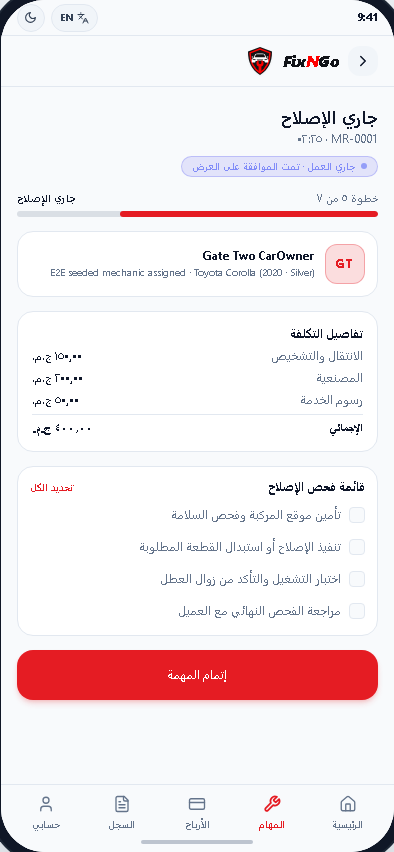 9:41
EN
FixNGo
جاري الإصلاح
MR-0001 · ٠٢:٢٥
جاري العمل · تمت الموافقة على العرض
خطوة ٥ من ٧
جاري الإصلاح
Gate Two CarOwner
GT
E2E seeded mechanic assigned · Toyota Corolla (2020 · Silver)
تفاصيل التكلفة
الانتقال والتشخيص ١٥٠٫٠٠ ج.م.
المصنعية ٢٠٠٫٠٠ ج.م.
رسوم الخدمة ٥٠٫٠٠ ج.م.
الإجمالي ٤٠٠٫٠٠ ج.م.
قائمة فحص الإصلاح
تحديد الكل
تأمين موقع المركبة وفحص السلامة
تنفيذ الإصلاح أو استبدال القطعة المطلوبة
اختبار التشغيل والتأكد من زوال العطل
مراجعة الفحص النهائي مع العميل
إتمام المهمة
الرئيسية
المهام
الأرباح
السجل
حسابي